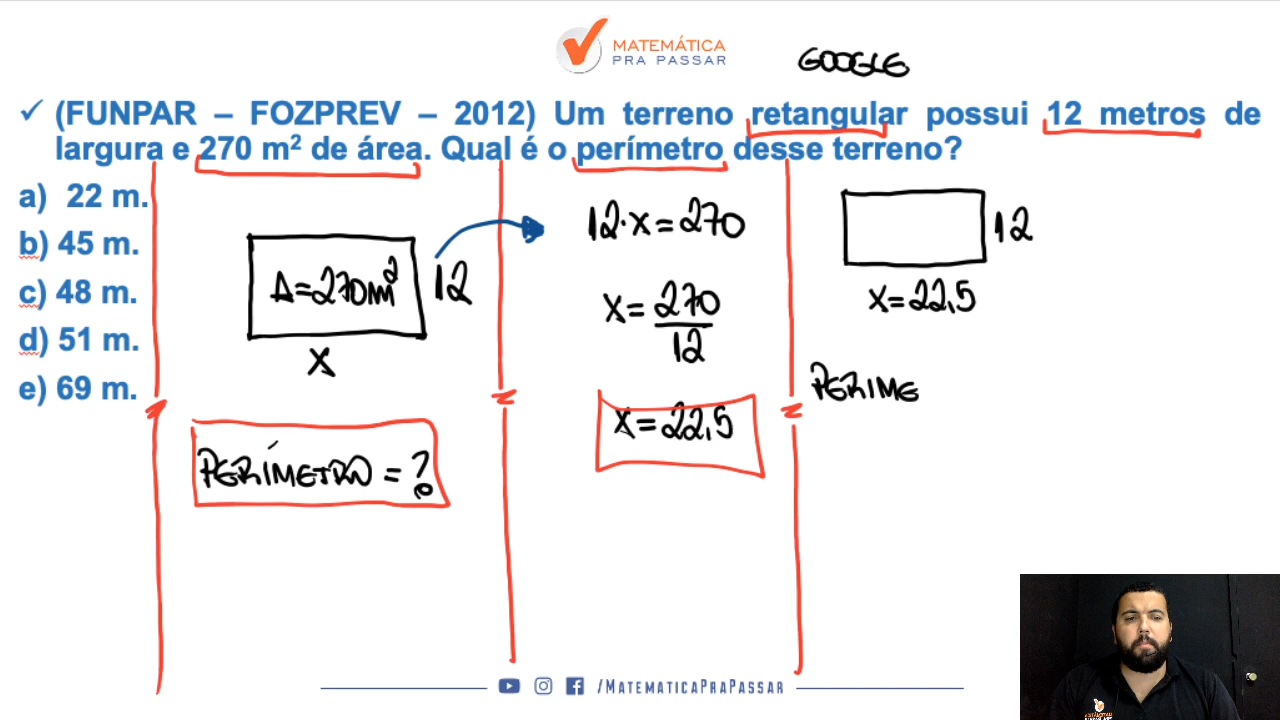 MATEMÁTICA
PRA PASSAR
GOOGLE
✓ (FUNPAR – FOZPREV – 2012) Um terreno retangular possui 12 metros de
largura e 270 m² de área. Qual é o perímetro desse terreno?
a) 22 m.
b) 45 m.
c) 48 m.
d) 51 m.
e) 69 m.
A=270m²
12
x
PERÍMETRO = ?
12·x=270
x=270/12
x=22,5
12
x=22,5
PERIME
/MATEMATICAPRAPASSAR